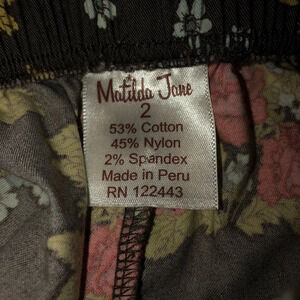 Matilda Jane
2
53% Cotton
45% Nylon
2% Spandex
Made in Peru
RN 122443